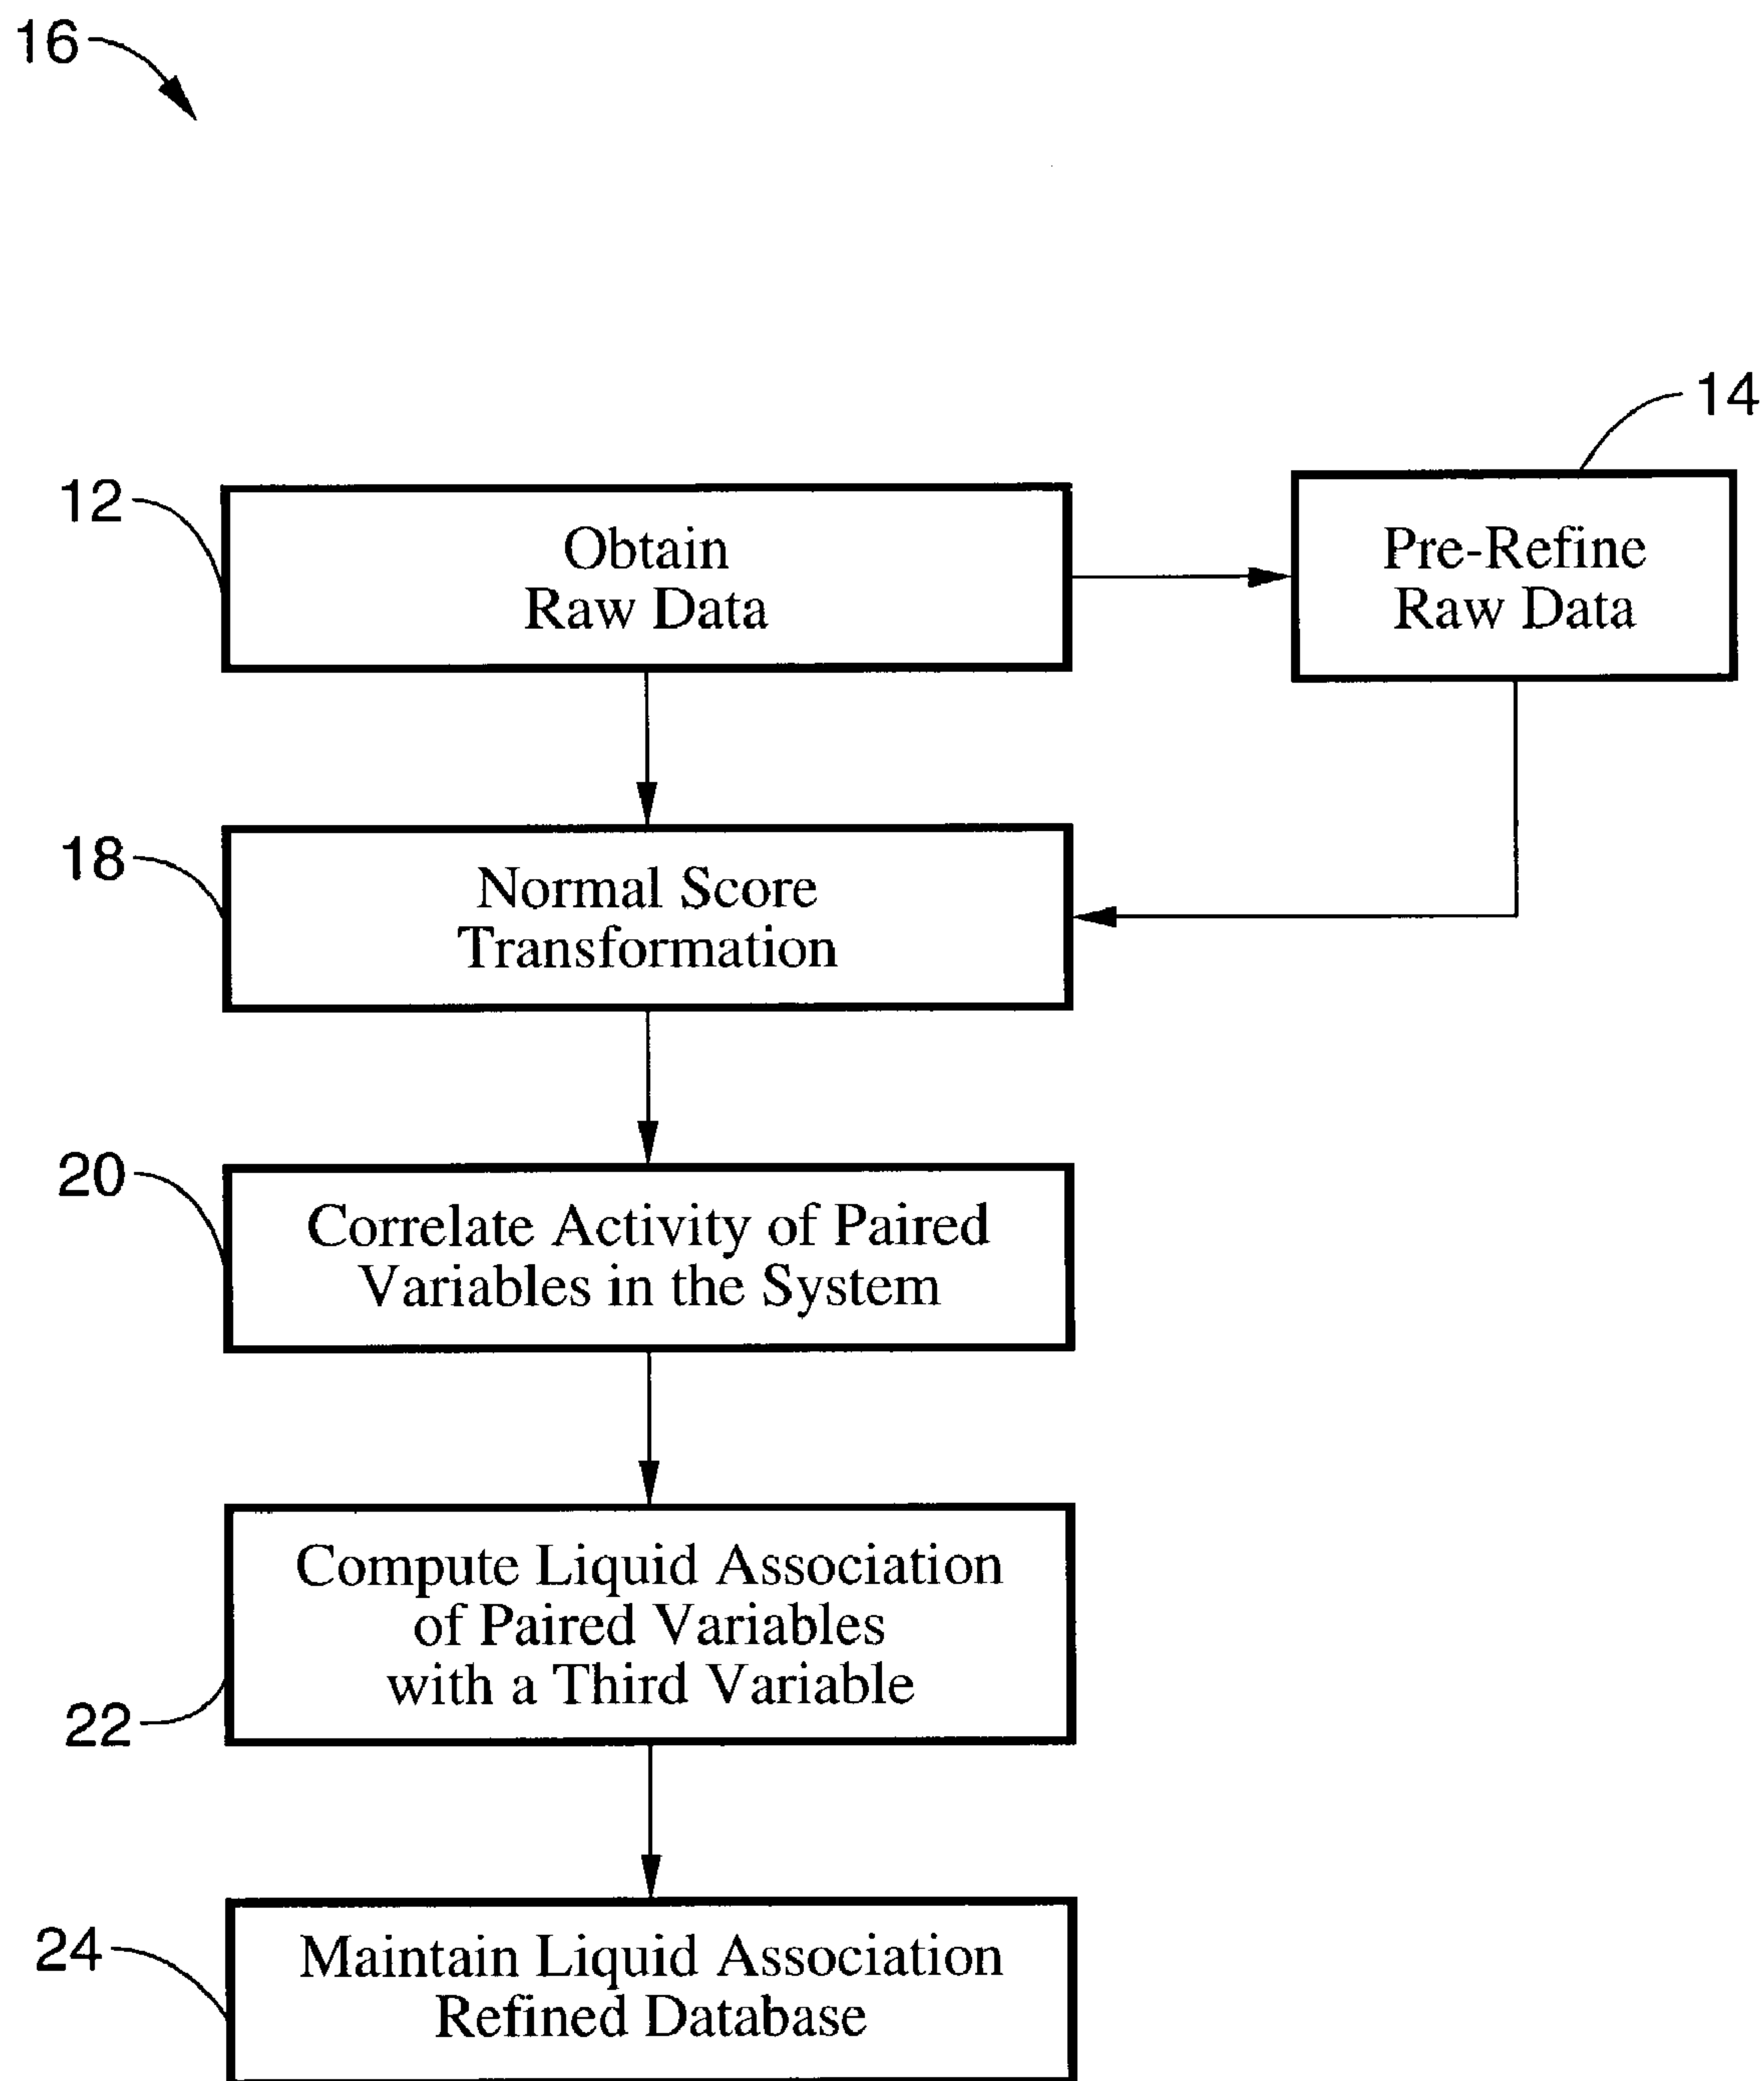 16
14
12
Obtain
Raw Data
Pre-Refine
Raw Data
18
Normal Score
Transformation
20
Correlate Activity of Paired
Variables in the System
Compute Liquid Association
of Paired Variables
with a Third Variable
22
24
Maintain Liquid Association
Refined Database